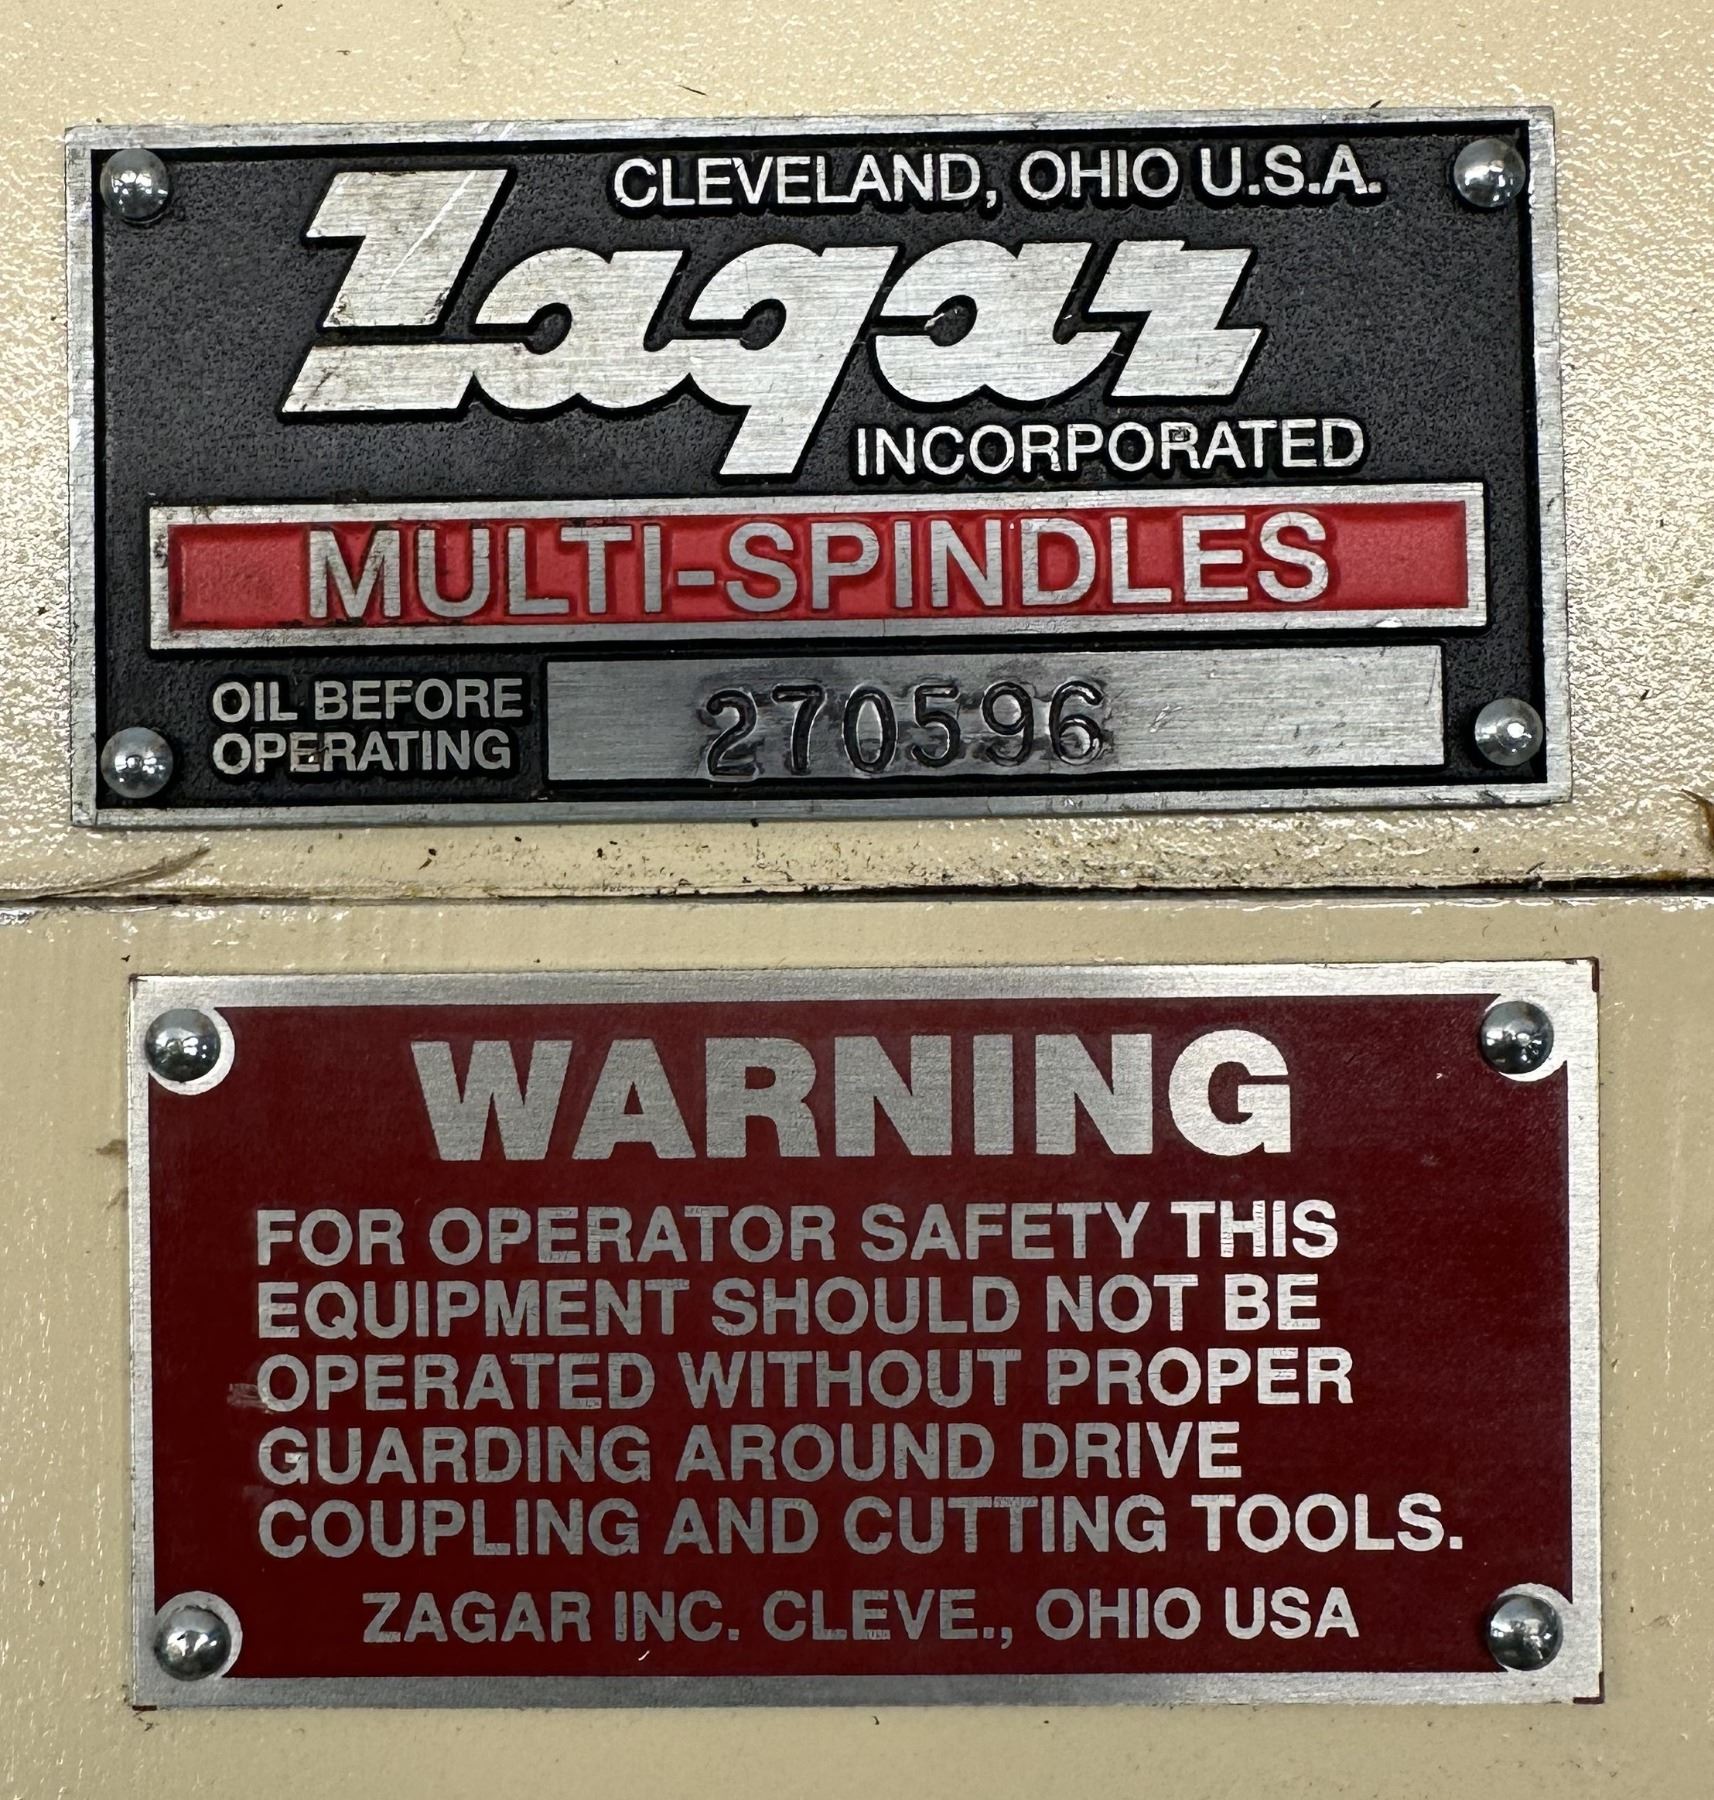 CLEVELAND, OHIO U.S.A.
Zagar
INCORPORATED
MULTI-SPINDLES
OIL BEFORE
OPERATING
270596
WARNING
FOR OPERATOR SAFETY THIS
EQUIPMENT SHOULD NOT BE
OPERATED WITHOUT PROPER
GUARDING AROUND DRIVE
COUPLING AND CUTTING TOOLS.
ZAGAR INC. CLEVE., OHIO USA